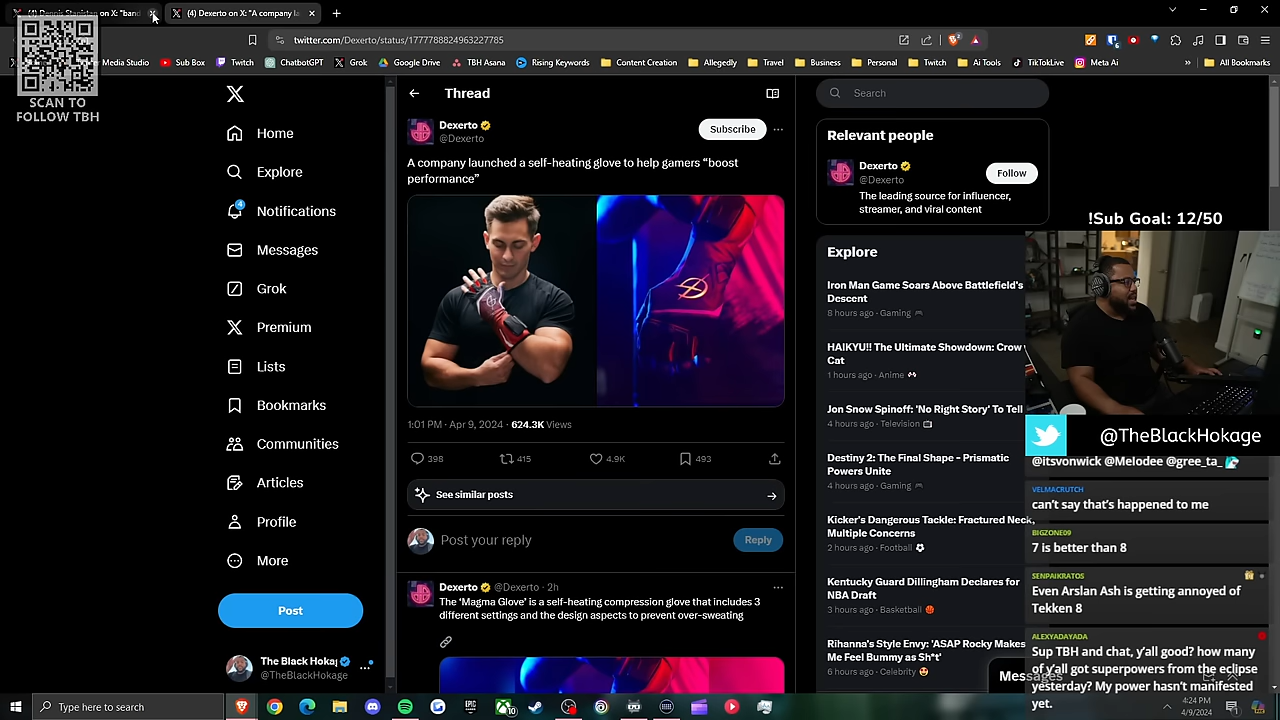 (4) Dexerto on X: "A company la
twitter.com/Dexerto/status/1777788824963227785
Media Studio
Sub Box
Twitch
ChatbotGPT
Grok
Google Drive
TBH Asana
Rising Keywords
Content Creation
Allegedly
Travel
Business
Personal
Twitch
Ai Tools
TikTokLive
Meta Ai
»
All Bookmarks
SCAN TO
FOLLOW TBH
Home
Explore
4
Notifications
Messages
Grok
Premium
Lists
Bookmarks
Communities
Articles
Profile
More
Post
The Black Hokag
@TheBlackHokage
Thread
Dexerto
@Dexerto
Subscribe
A company launched a self-heating glove to help gamers “boost
performance”
1:01 PM · Apr 9, 2024 · 624.3K Views
398
415
4.9K
493
See similar posts
Post your reply
Reply
Dexerto @Dexerto · 2h
The ‘Magma Glove’ is a self-heating compression glove that includes 3
different settings and the design aspects to prevent over-sweating
Search
Relevant people
Dexerto
@Dexerto
Follow
The leading source for influencer,
streamer, and viral content
Explore
Iron Man Game Soars Above Battlefield's
Descent
8 hours ago · Gaming
HAIKYU!! The Ultimate Showdown: Crow
Cat
1 hours ago · Anime
Jon Snow Spinoff: 'No Right Story' To Tell
4 hours ago · Television
Destiny 2: The Final Shape – Prismatic
Powers Unite
4 hours ago · Gaming
Kicker's Dangerous Tackle: Fractured Neck,
Multiple Concerns
2 hours ago · Football
Kentucky Guard Dillingham Declares for
NBA Draft
3 hours ago · Basketball
Rihanna's Style Envy: 'ASAP Rocky Makes
Me Feel Bummy as Sh*t'
6 hours ago · Celebrity
Messages
!Sub Goal: 12/50
@TheBlackHokage
@itsvonwick @Melodee @gree_ta_
VELMACRUTCH
can’t say that’s happened to me
BIGZONE09
7 is better than 8
SENPAIKRATOS
Even Arslan Ash is getting annoyed of
Tekken 8
ALEXYADAYADA
Sup TBH and chat, y'all good? how many
of y'all got superpowers from the eclipse
yesterday? My power hasn't manifested
yet.
Type here to search
4:24 PM
4/9/2024